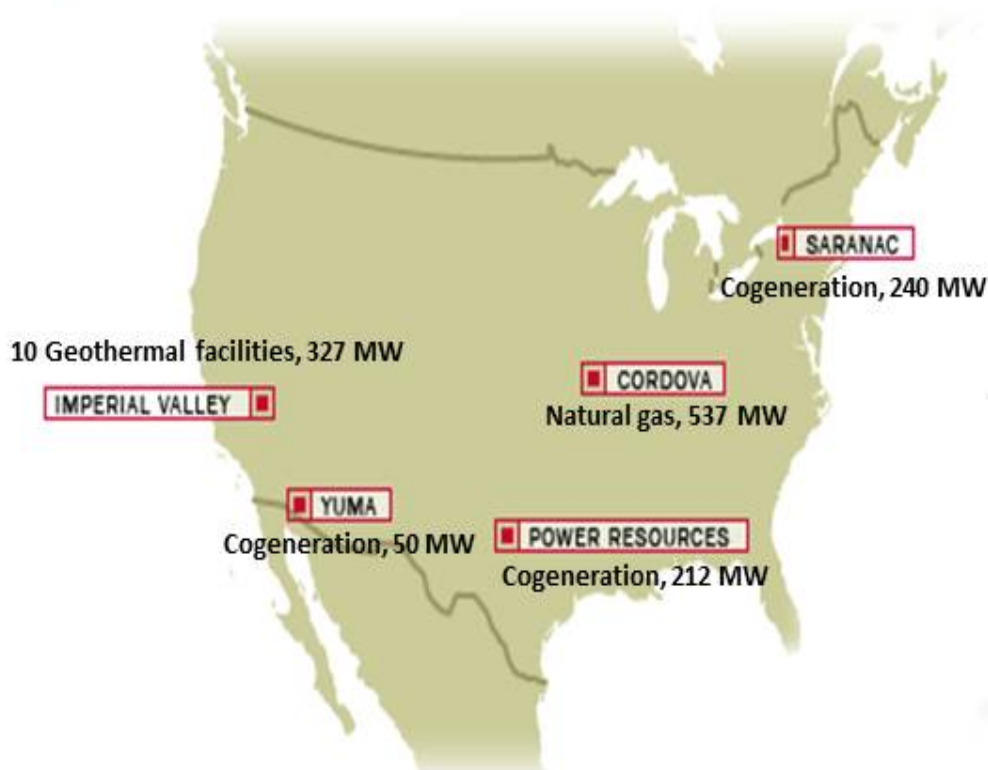 SARANAC
Cogeneration, 240 MW
10 Geothermal facilities, 327 MW
IMPERIAL VALLEY
CORDOVA
Natural gas, 537 MW
YUMA
Cogeneration, 50 MW
POWER RESOURCES
Cogeneration, 212 MW